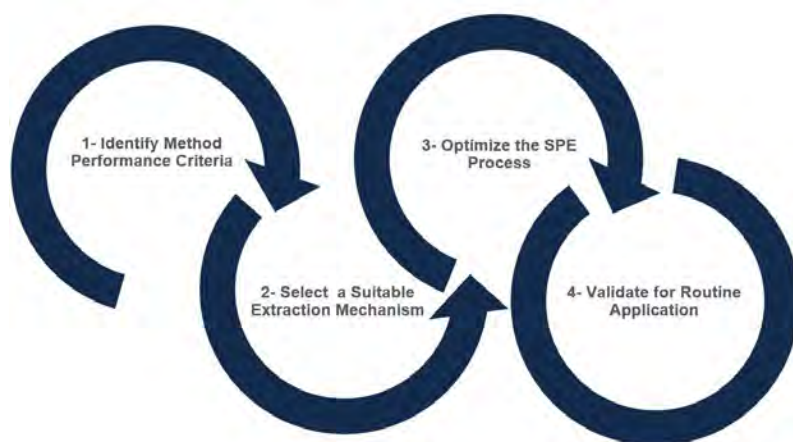 1- Identify Method
Performance Criteria
2- Select a Suitable
Extraction Mechanism
3- Optimize the SPE
Process
4- Validate for Routine
Application